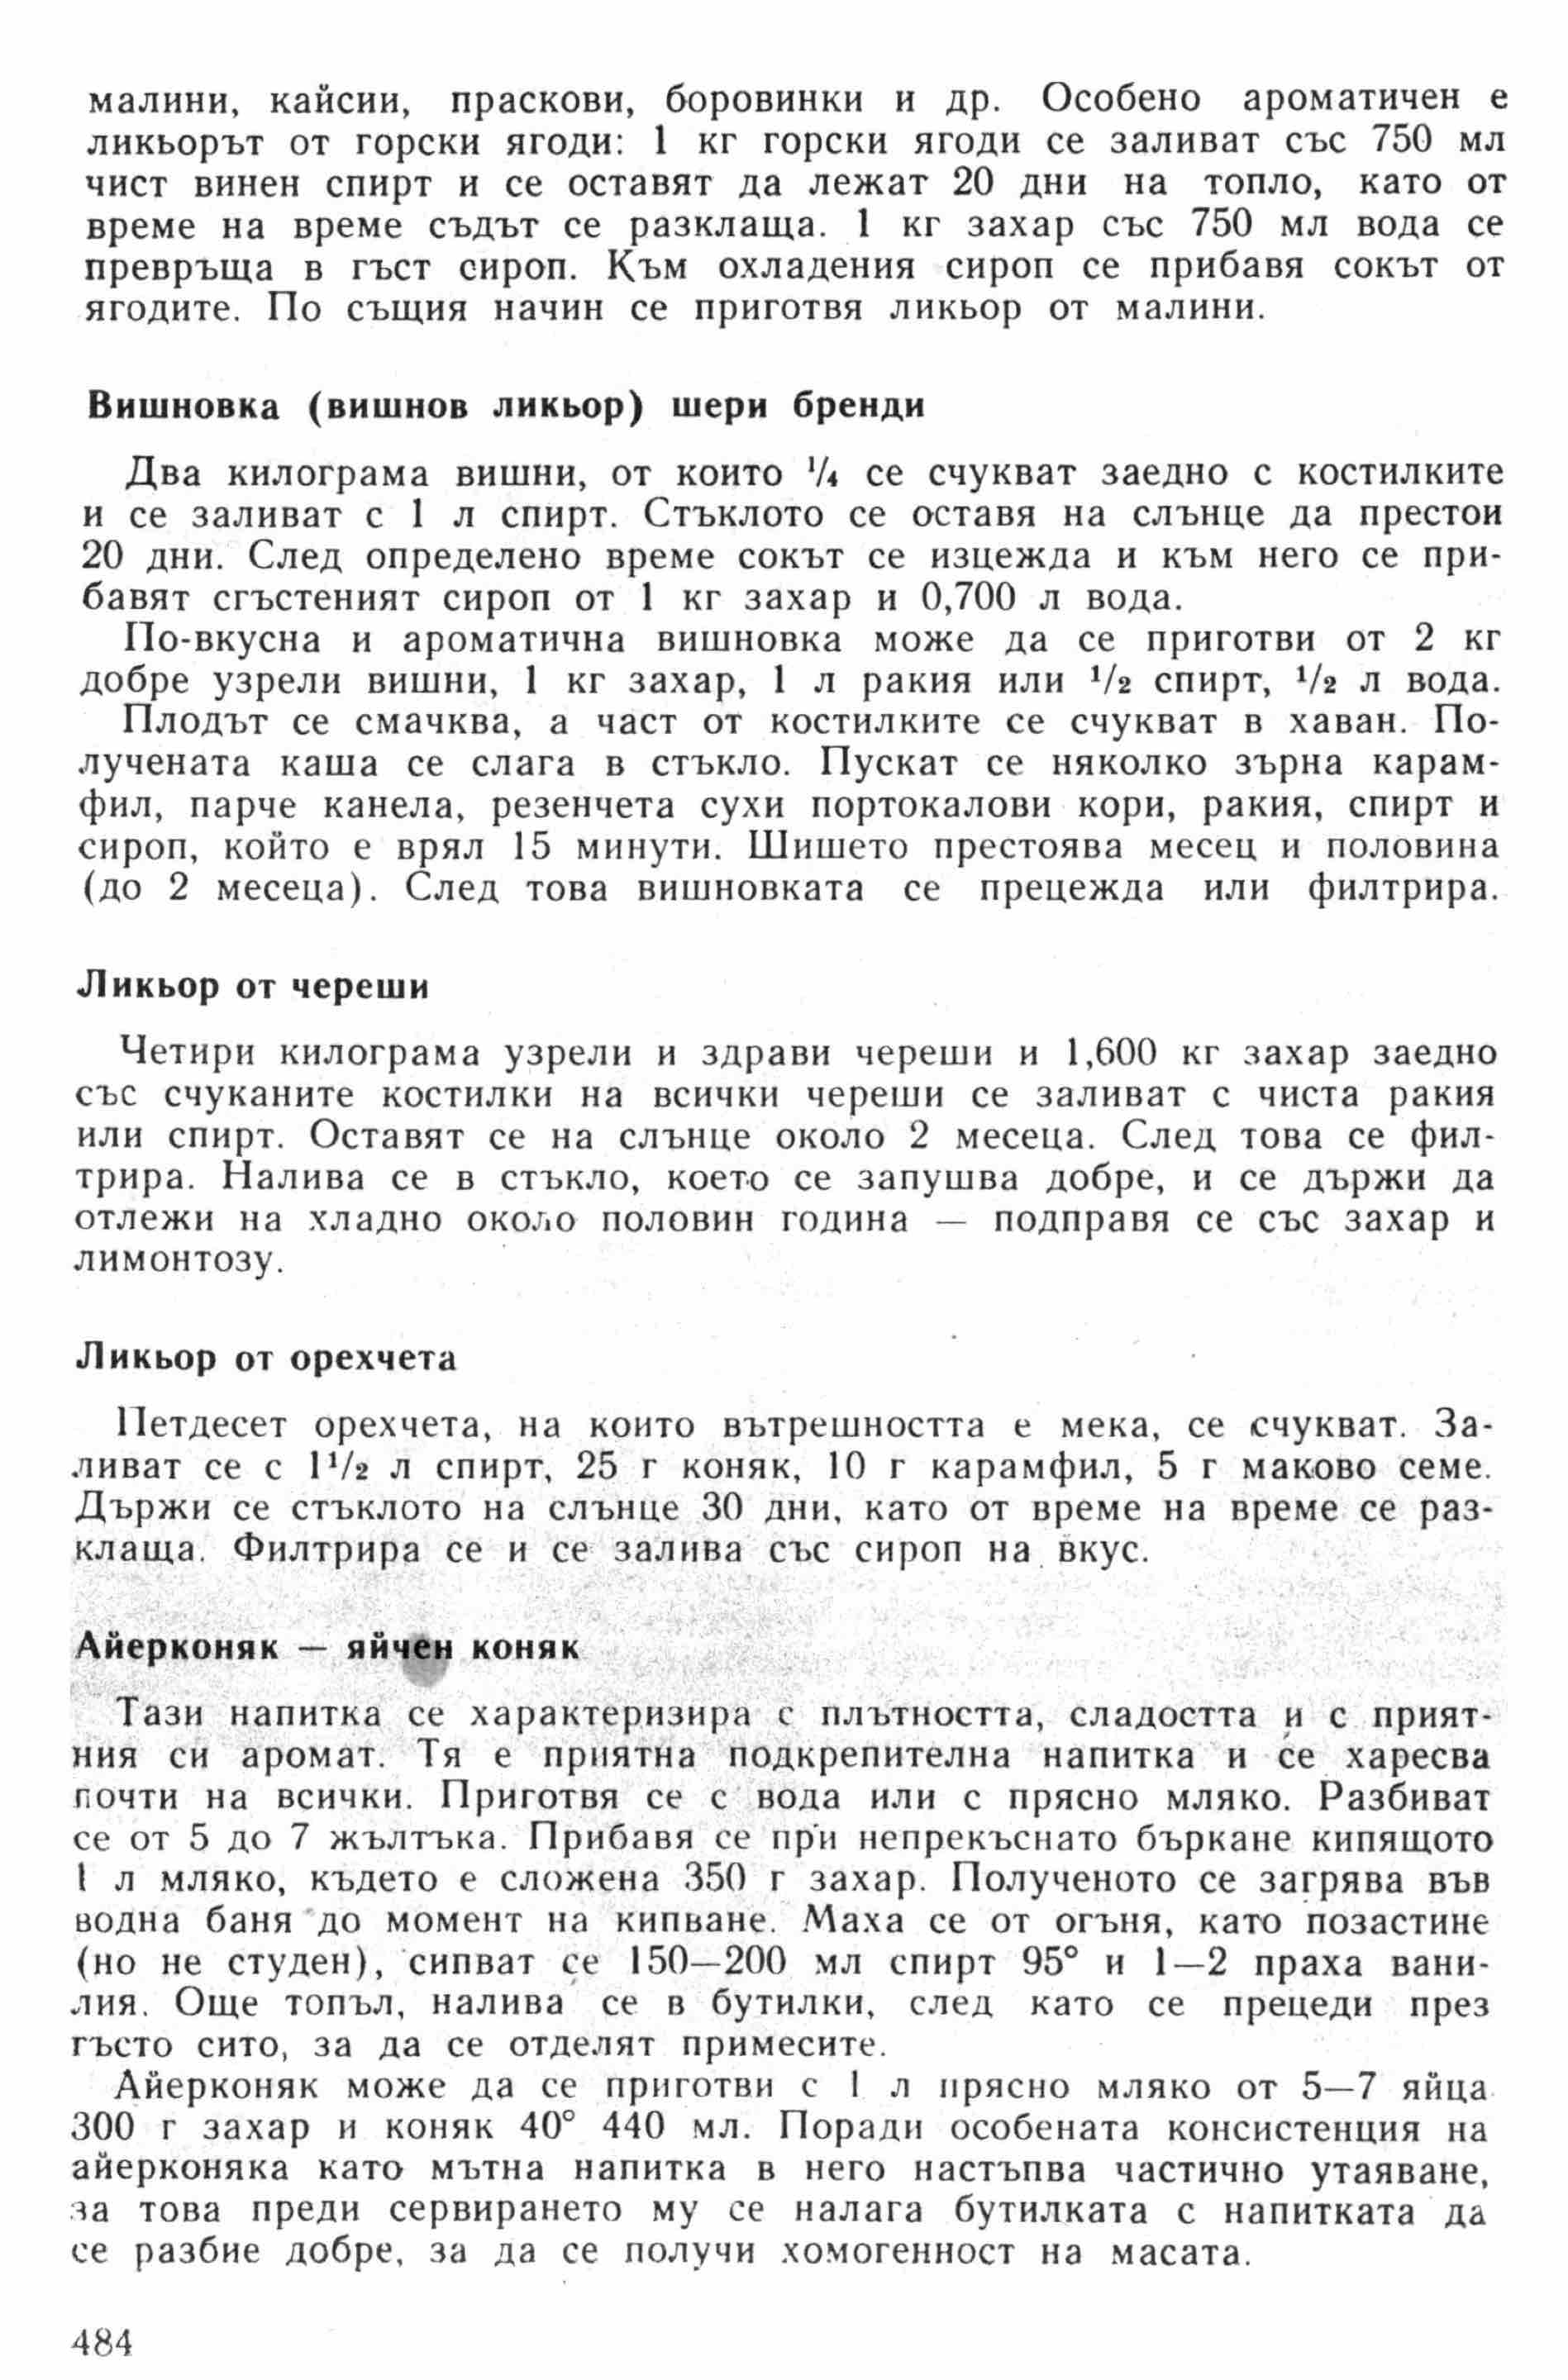 малини, кайсии, праскови, боровинки и др. Особено ароматичен е
ликьорът от горски ягоди: 1 кг горски ягоди се заливат със 750 мл
чист винен спирт и се оставят да лежат 20 дни на топло, като от
време на време съдът се разклаща. 1 кг захар със 750 мл вода се
превръща в гъст сироп. Към охладения сироп се прибавя сокът от
ягодите. По същия начин се приготвя ликьор от малини.
Вишновка (вишнов ликьор) шери бренди
Два килограма вишни, от които ¼ се счукват заедно с костилките
и се заливат с 1 л спирт. Стъклото се оставя на слънце да престои
20 дни. След определено време сокът се изцежда и към него се при-
бавят сгъстеният сироп от 1 кг захар и 0,700 л вода.
По-вкусна и ароматична вишновка може да се приготви от 2 кг
добре узрели вишни, 1 кг захар, 1 л ракия или ½ спирт, ½ л вода.
Плодът се смачква, а част от костилките се счукват в хаван. По-
лучената каша се слага в стъкло. Пускат се няколко зърна карам-
фил, парче канела, резенчета сухи портокалови кори, ракия, спирт и
сироп, който е врял 15 минути. Шишето престоява месец и половина
(до 2 месеца). След това вишновката се прецежда или филтрира.
Ликьор от череши
Четири килограма узрели и здрави череши и 1,600 кг захар заедно
със счуканите костилки на всички череши се заливат с чиста ракия
или спирт. Оставят се на слънце около 2 месеца. След това се фил-
трира. Налива се в стъкло, което се запушва добре, и се държи да
отлежи на хладно около половин година — подправя се със захар и
лимонтозу.
Ликьор от орехчета
Петдесет орехчета, на които вътрешността е мека, се счукват. За-
ливат се с 1½ л спирт, 25 г коняк, 10 г карамфил, 5 г маково семе.
Държи се стъклото на слънце 30 дни, като от време на време се раз-
клаща. Филтрира се и се залива със сироп на вкус.
Айерконяк — яйчен коняк
Тази напитка се характеризира с плътността, сладостта и с прият-
ния си аромат. Тя е приятна подкрепителна напитка и се харесва
почти на всички. Приготвя се с вода или с прясно мляко. Разбиват
се от 5 до 7 жълтъка. Прибавя се при непрекъснато бъркане кипящото
1 л мляко, където е сложена 350 г захар. Полученото се загрява във
водна баня до момент на кипване. Маха се от огъня, като позастине
(но не студен), сипват се 150—200 мл спирт 95° и 1—2 праха вани-
лия. Още топъл, налива се в бутилки, след като се прецеди през
гъсто сито, за да се отделят примесите.
Айерконяк може да се приготви с 1 л прясно мляко от 5—7 яйца
300 г захар и коняк 40° 440 мл. Поради особената консистенция на
айерконяка като мътна напитка в него настъпва частично утаяване,
за това преди сервирането му се налага бутилката с напитката да
се разбие добре, за да се получи хомогенност на масата.
484